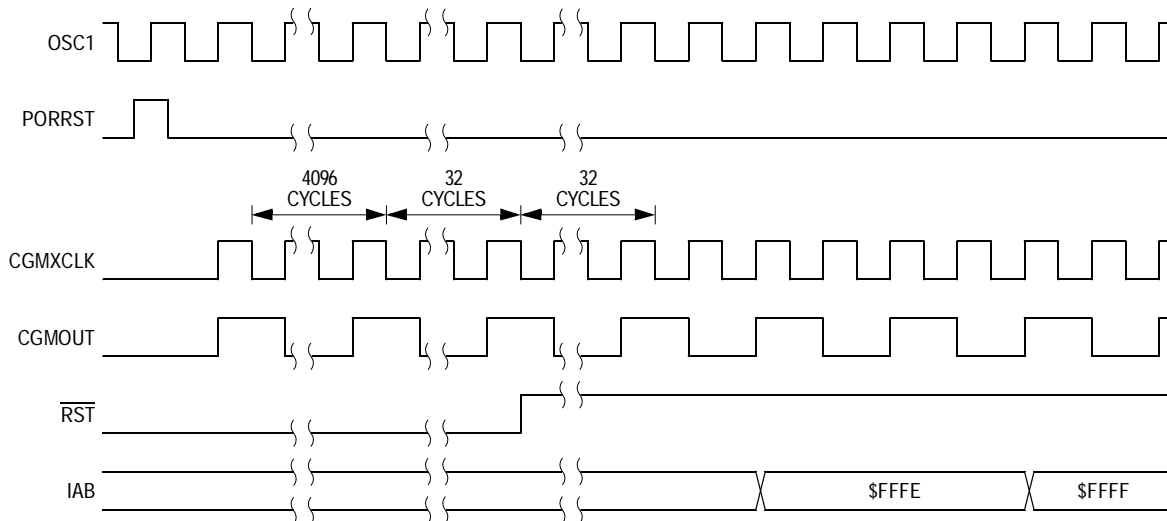 OSC1
PORRST
4096
CYCLES
32
CYCLES
32
CYCLES
CGMXCLK
CGMOUT
RST
IAB
$FFFE
$FFFF